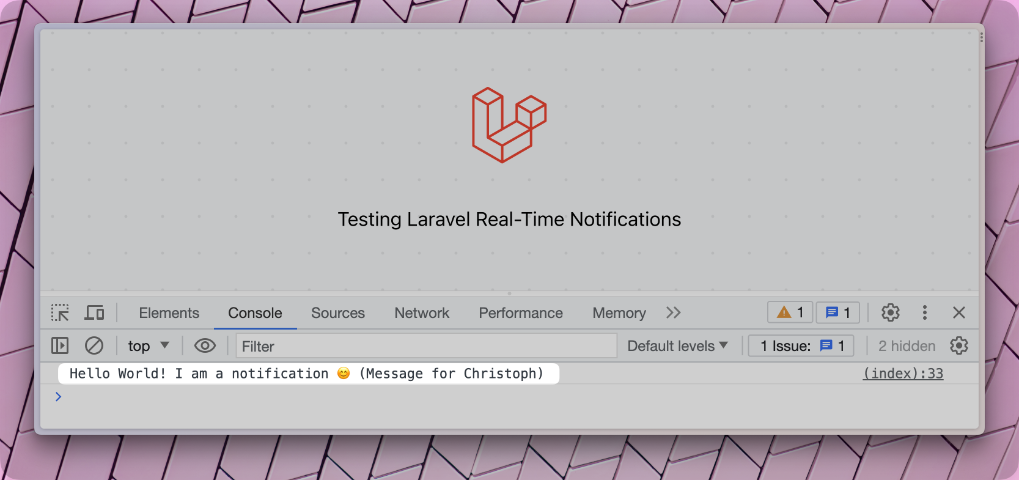 Testing Laravel Real-Time Notifications
Elements Console Sources Network Performance Memory 1 1
top Filter Default levels 1 Issue: 1 2 hidden
Hello World! I am a notification 😊 (Message for Christoph) (index):33